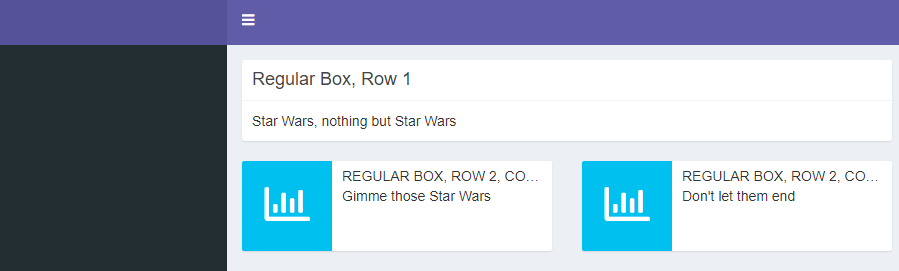 Regular Box, Row 1
Star Wars, nothing but Star Wars
REGULAR BOX, ROW 2, CO...
Gimme those Star Wars
REGULAR BOX, ROW 2, CO...
Don't let them end